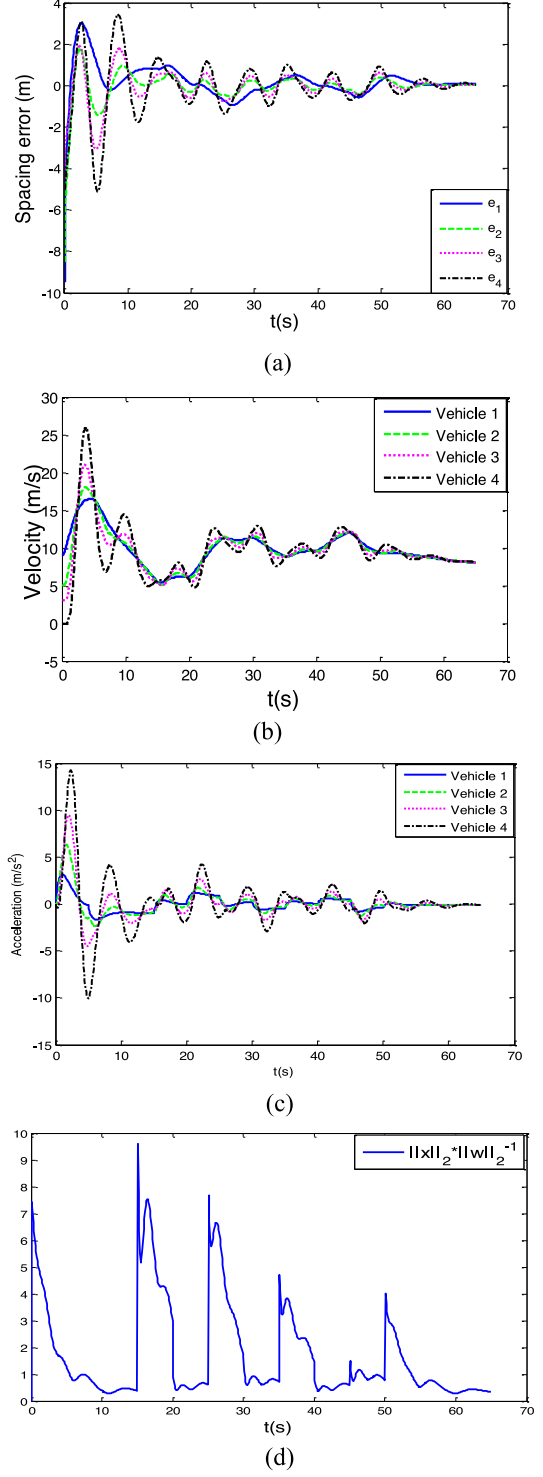 4
2
0
-2
-4
-6
-8
-10
0 10 20 30 40 50 60 70
Spacing error (m)
t(s)
e1
e2
e3
e4
(a)
30
25
20
15
10
5
0
-5
0 10 20 30 40 50 60 70
Velocity (m/s)
t(s)
Vehicle 1
Vehicle 2
Vehicle 3
Vehicle 4
(b)
15
10
5
0
-5
-10
-15
0 10 20 30 40 50 60 70
Acceleration (m/s²)
t(s)
Vehicle 1
Vehicle 2
Vehicle 3
Vehicle 4
(c)
10
9
8
7
6
5
4
3
2
1
0
0 10 20 30 40 50 60 70
t(s)
||x||₂*||w||₂⁻¹
(d)